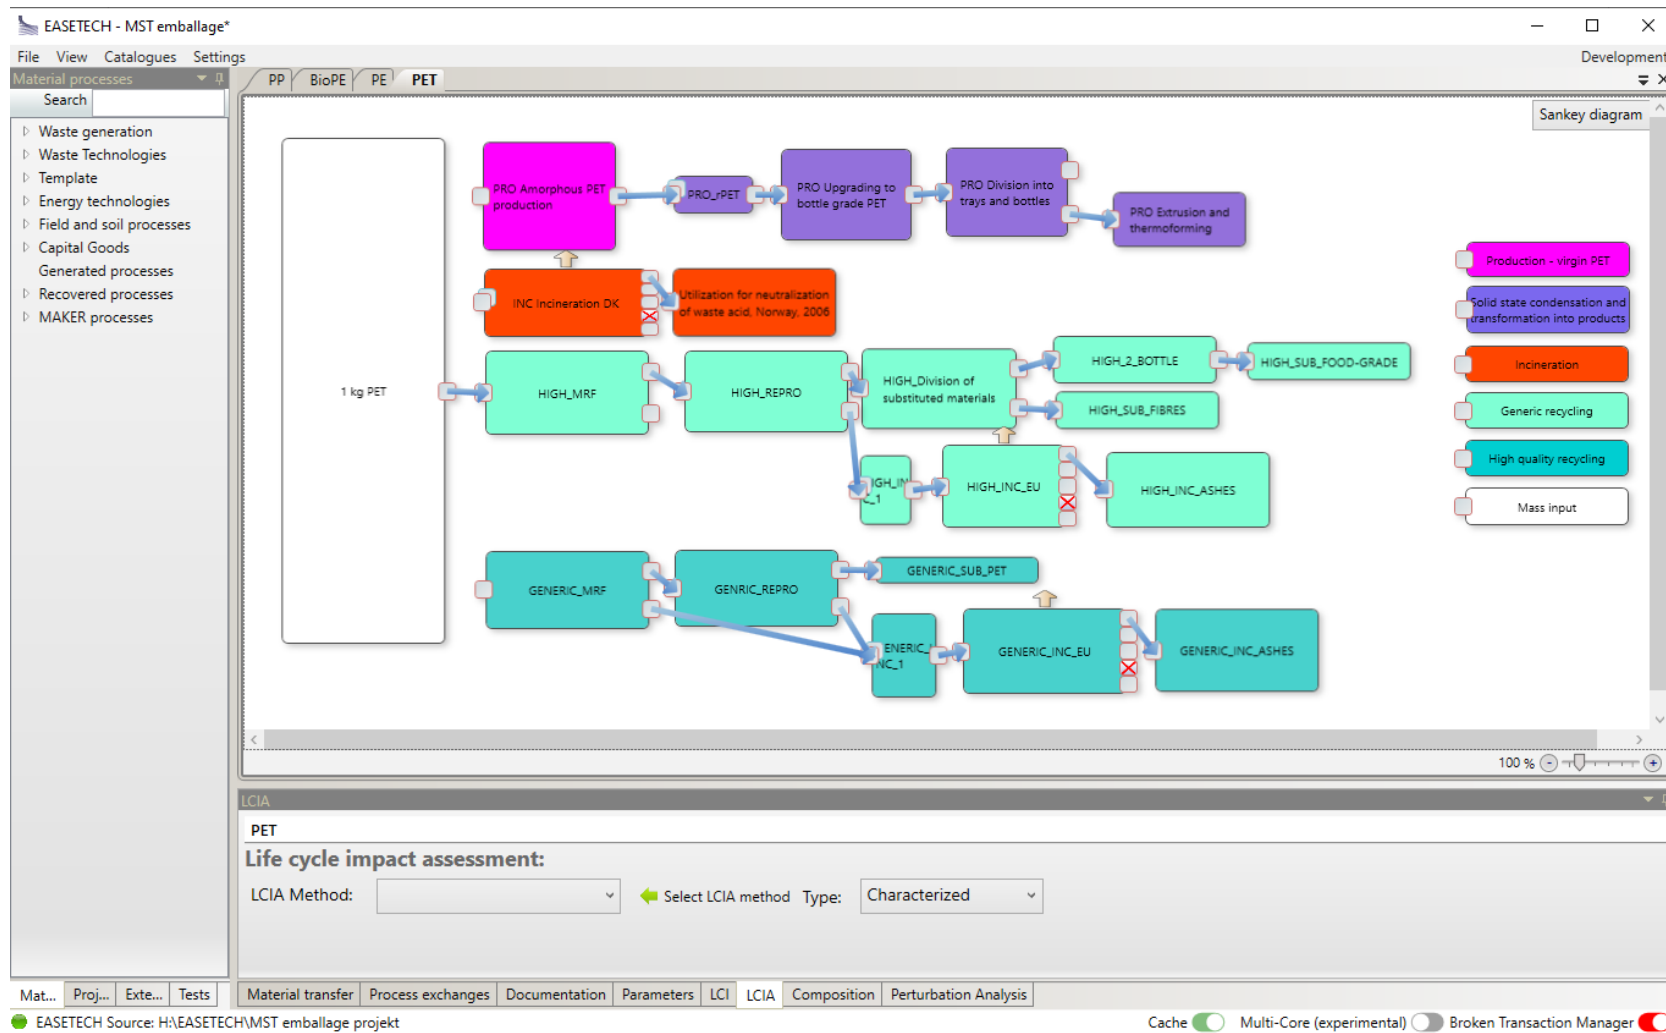 EASETECH - MST emballage*
File View Catalogues Settings
Development
Material processes
Search
Waste generation
Waste Technologies
Template
Energy technologies
Field and soil processes
Capital Goods
Generated processes
Recovered processes
MAKER processes
PP BioPE PE PET
Sankey diagram
1 kg PET
PRO Amorphous PET
production
PRO_rPET
PRO Upgrading to
bottle grade PET
PRO Division into
trays and bottles
PRO Extrusion and
thermoforming
INC Incineration DK
Utilization for neutralization
of waste acid, Norway, 2006
HIGH_MRF
HIGH_REPRO
HIGH_Division of
substituted materials
HIGH_2_BOTTLE
HIGH_SUB_FOOD-GRADE
HIGH_SUB_FIBRES
HIGH_INC_EU
HIGH_INC_ASHES
GENERIC_MRF
GENRIC_REPRO
GENERIC_SUB_PET
GENERIC_INC_EU
GENERIC_INC_ASHES
Production - virgin PET
Solid state condensation and
transformation into products
Incineration
Generic recycling
High quality recycling
Mass input
100 %
LCIA
PET
Life cycle impact assessment:
LCIA Method:
Select LCIA method
Type:
Characterized
Mat... Proj... Exte... Tests
Material transfer Process exchanges Documentation Parameters LCI LCIA Composition Perturbation Analysis
EASETECH Source: H:\EASETECH\MST emballage projekt
Cache Multi-Core (experimental) Broken Transaction Manager